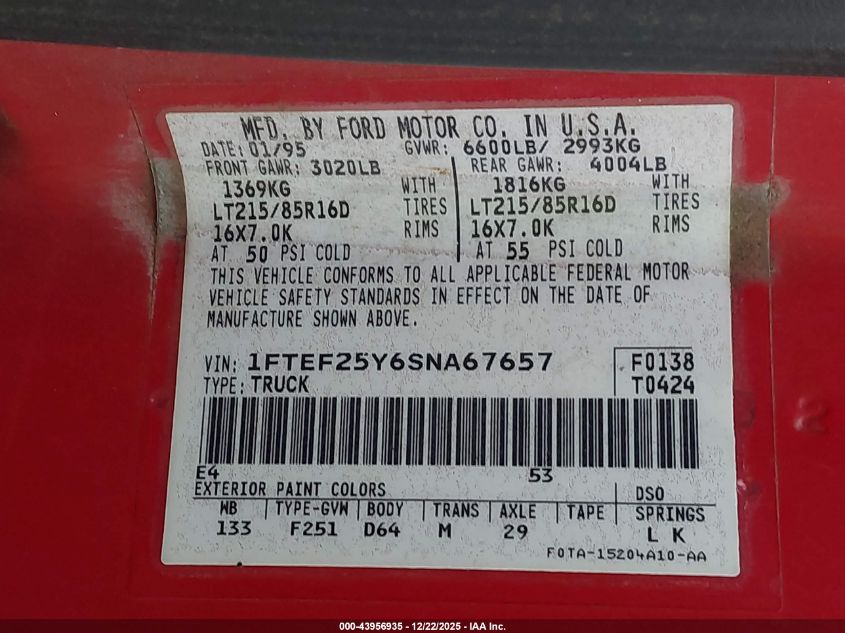 MFD. BY FORD MOTOR CO. IN U.S.A.
DATE: 01/95 GVWR: 6600LB/ 2993KG
FRONT GAWR: 3020LB REAR GAWR: 4004LB
1369KG WITH 1816KG WITH
LT215/85R16D TIRES LT215/85R16D TIRES
16X7.0K RIMS 16X7.0K RIMS
AT 50 PSI COLD AT 55 PSI COLD
THIS VEHICLE CONFORMS TO ALL APPLICABLE FEDERAL MOTOR
VEHICLE SAFETY STANDARDS IN EFFECT ON THE DATE OF
MANUFACTURE SHOWN ABOVE.
VIN: 1FTEF25Y6SNA67657 F0138
TYPE: TRUCK T0424
E4 53
EXTERIOR PAINT COLORS DSO
WB TYPE-GVW BODY TRANS AXLE TAPE SPRINGS
133 F251 D64 M 29 L K
F0TA-15204A10-AA
000-43956935 - 12/22/2025 - IAA Inc.